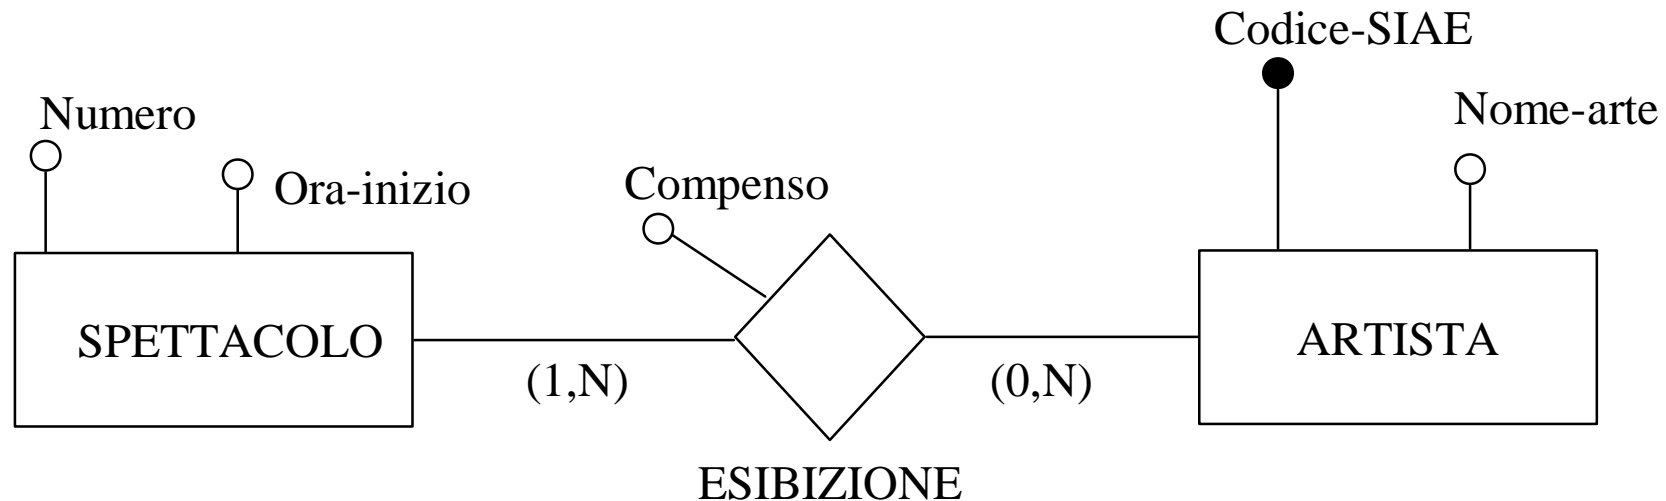 Codice-SIAE
Numero
Nome-arte
Ora-inizio
Compenso
SPETTACOLO
ARTISTA
(1,N)
(0,N)
ESIBIZIONE